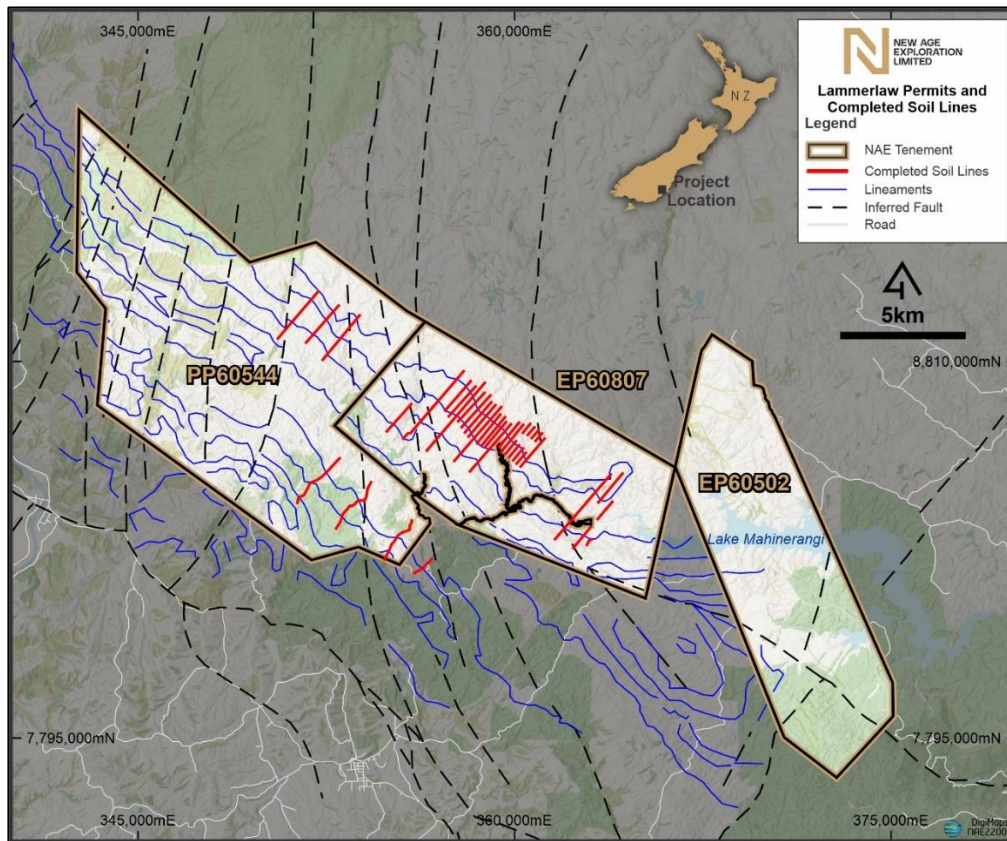 345,000mE
360,000mE
NEW AGE
EXPLORATION
LIMITED
Lammerlaw Permits and
Completed Soil Lines
Legend
NAE Tenement
Completed Soil Lines
Lineaments
Inferred Fault
Road
N Z
Project
Location
5km
8,810,000mN
PP60544
EP60807
EP60502
Lake Mahinerangi
7,795,000mN
7,795,000mN
345,000mE
360,000mE
375,000mE
DigiMaps